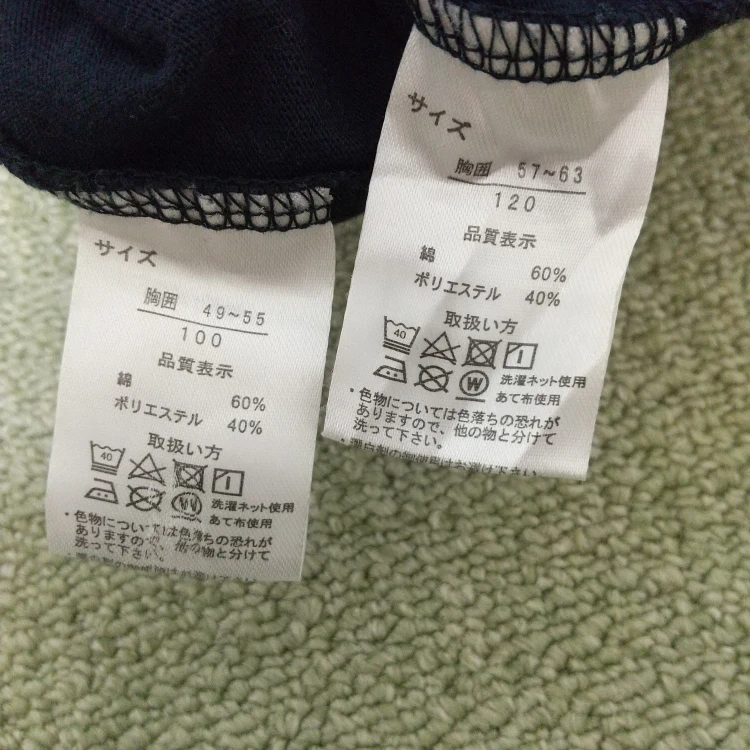 サイズ
胸囲 49~55
100
品質表示
綿 60%
ポリエステル 40%
取扱い方
40
洗濯ネット使用
W
あて布使用
・色物については色落ちの恐れが
ありますので、他の物と分けて
洗って下さい。
サイズ
胸囲 57~63
120
品質表示
綿 60%
ポリエステル 40%
取扱い方
40
洗濯ネット使用
W
あて布使用
・色物については色落ちの恐れが
ありますので、他の物と分けて
洗って下さい。